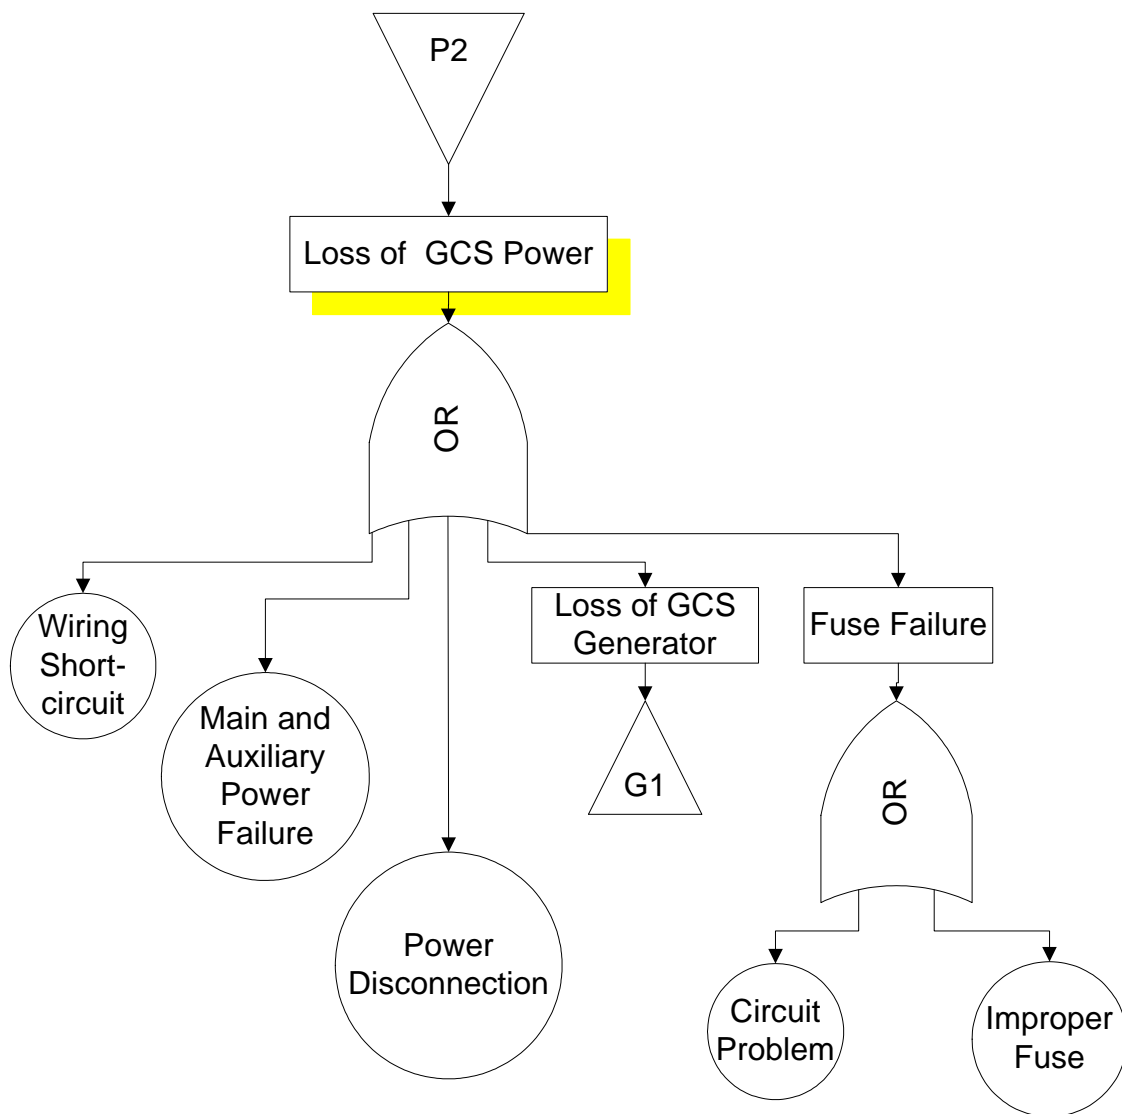 P2
Loss of GCS Power
OR
Wiring
Short-
circuit
Main and
Auxiliary
Power
Failure
Power
Disconnection
Loss of GCS
Generator
G1
Fuse Failure
OR
Circuit
Problem
Improper
Fuse